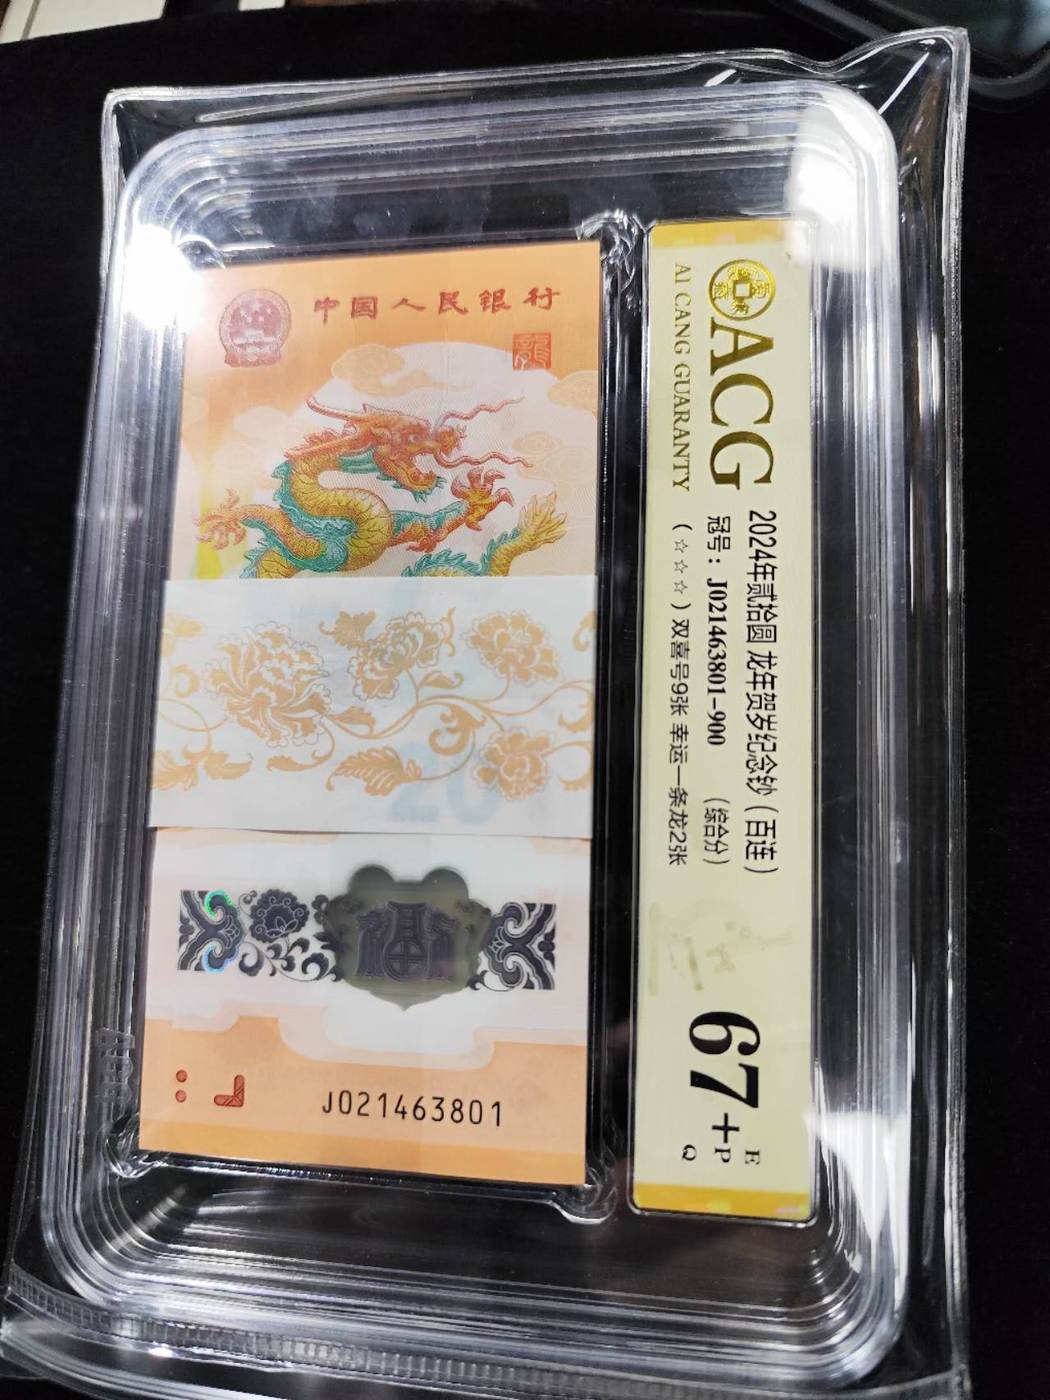 中国人民银行
龍
J021463801
20
ACG
AI CANG GUARANTY
2024年贰拾圆 龙年贺岁纪念钞（百连）
冠号：J021463801-900 （综合分）
（☆☆☆）双喜号9张 幸运一条龙2张
67+
E
P
Q